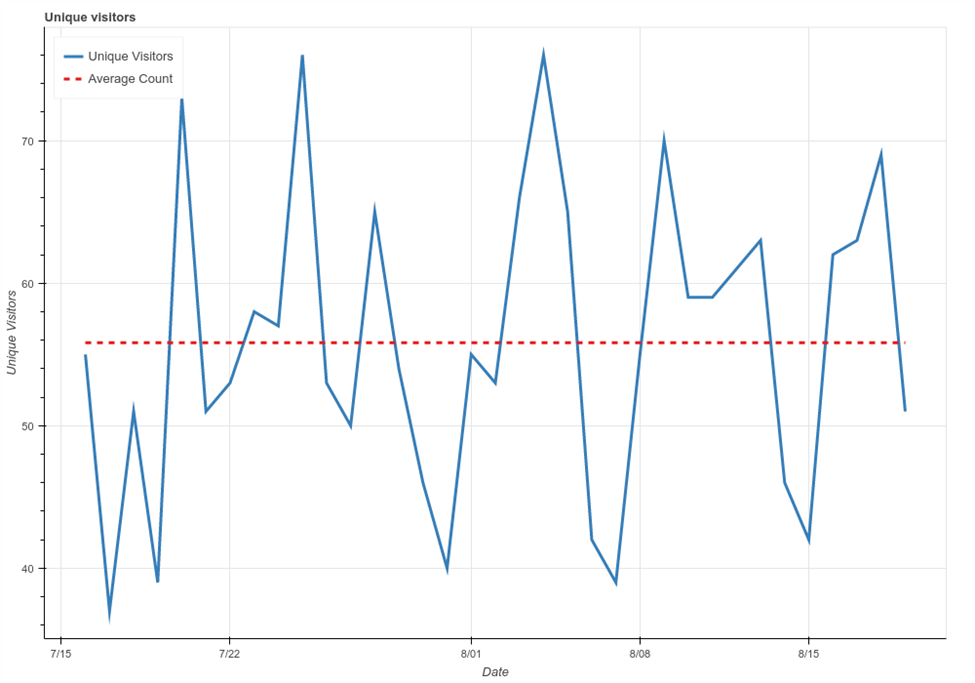 Unique visitors
Unique Visitors
Average Count
70
60
50
40
Unique Visitors
7/15
7/22
8/01
8/08
8/15
Date